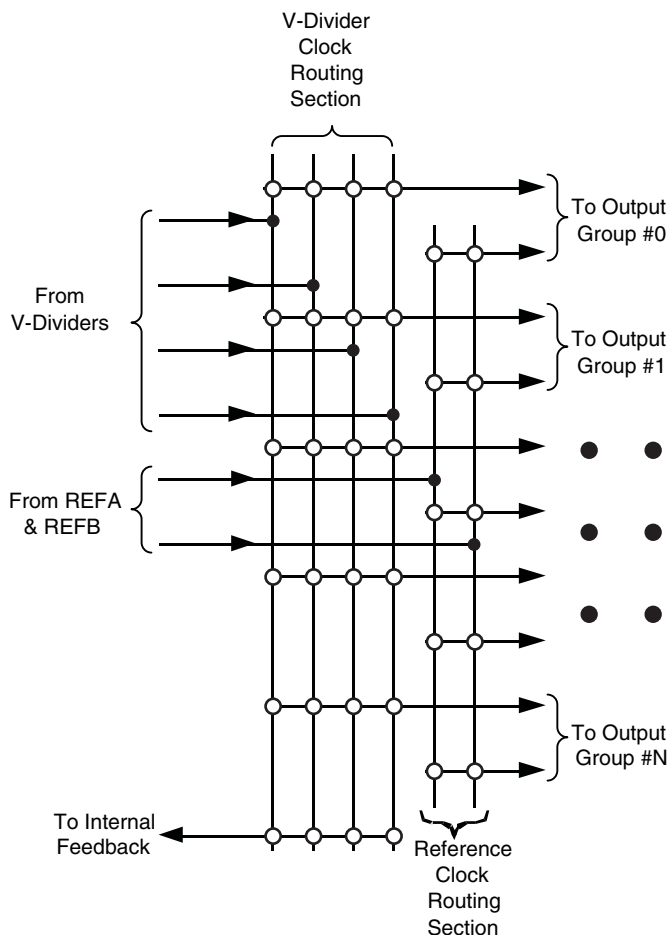 V-Divider
Clock
Routing
Section
To Output
Group #0
From
V-Dividers
To Output
Group #1
From REFA
& REFB
To Output
Group #N
To Internal
Feedback
Reference
Clock
Routing
Section